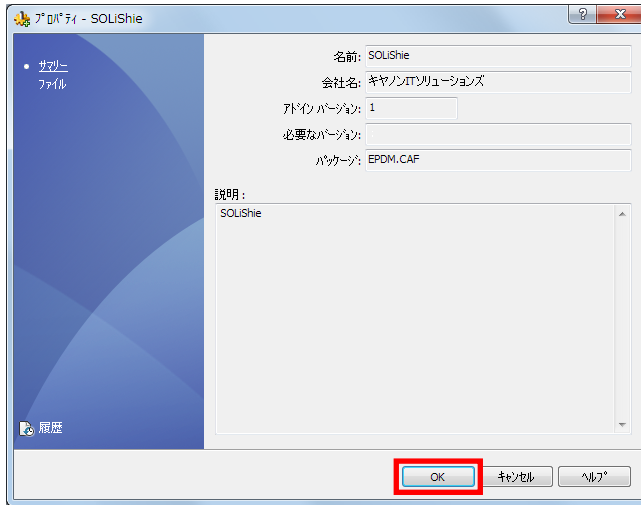 ﾌﾟﾛﾊﾟﾃｨ - SOLiShie
? X
• ｻﾏﾘｰ
ﾌｧｲﾙ
名前: SOLiShie
会社名: キヤノンITソリューションズ
ｱﾄﾞｲﾝ ﾊﾞｰｼﾞｮﾝ: 1
必要なﾊﾞｰｼﾞｮﾝ:
ﾊﾟｯｹｰｼﾞ: EPDM.CAF
説明 :
SOLiShie
履歴
OK ｷｬﾝｾﾙ ﾍﾙﾌﾟ